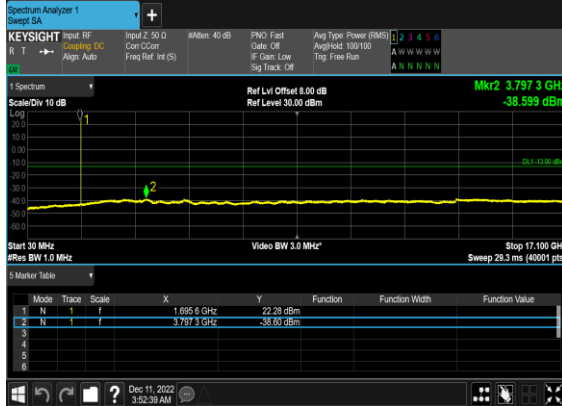 Spectrum Analyzer 1
Swept SA
+
KEYSIGHT
R T
Input: RF
Coupling: DC
Align: Auto
Input Z: 50 Ω
Corr CCorr
Freq Ref: Int (S)
#Atten: 40 dB
PNO: Fast
Gate: Off
IF Gain: Low
Sig Track: Off
Avg Type: Power (RMS)
Avg|Hold: 100/100
Trig: Free Run
1 2 3 4 5 6
A W W W W W
A N N N N N
1 Spectrum
Scale/Div 10 dB
Ref Lvl Offset 8.00 dB
Ref Level 30.00 dBm
Mkr2 3.797 3 GHz
-38.599 dBm
Log
20.0
10.0
0.00
-10.0
-20.0
-30.0
-40.0
-50.0
-60.0
1
2
DL1 -13.00 dBm
Start 30 MHz
#Res BW 1.0 MHz
Video BW 3.0 MHz*
Stop 17.100 GH
Sweep 29.3 ms (40001 pts
5 Marker Table
Mode Trace Scale X Y Function Function Width Function Value
1 N 1 f 1.695 6 GHz 22.28 dBm
2 N 1 f 3.797 3 GHz -38.60 dBm
3
4
5
6
?
Dec 11, 2022
3:52:39 AM